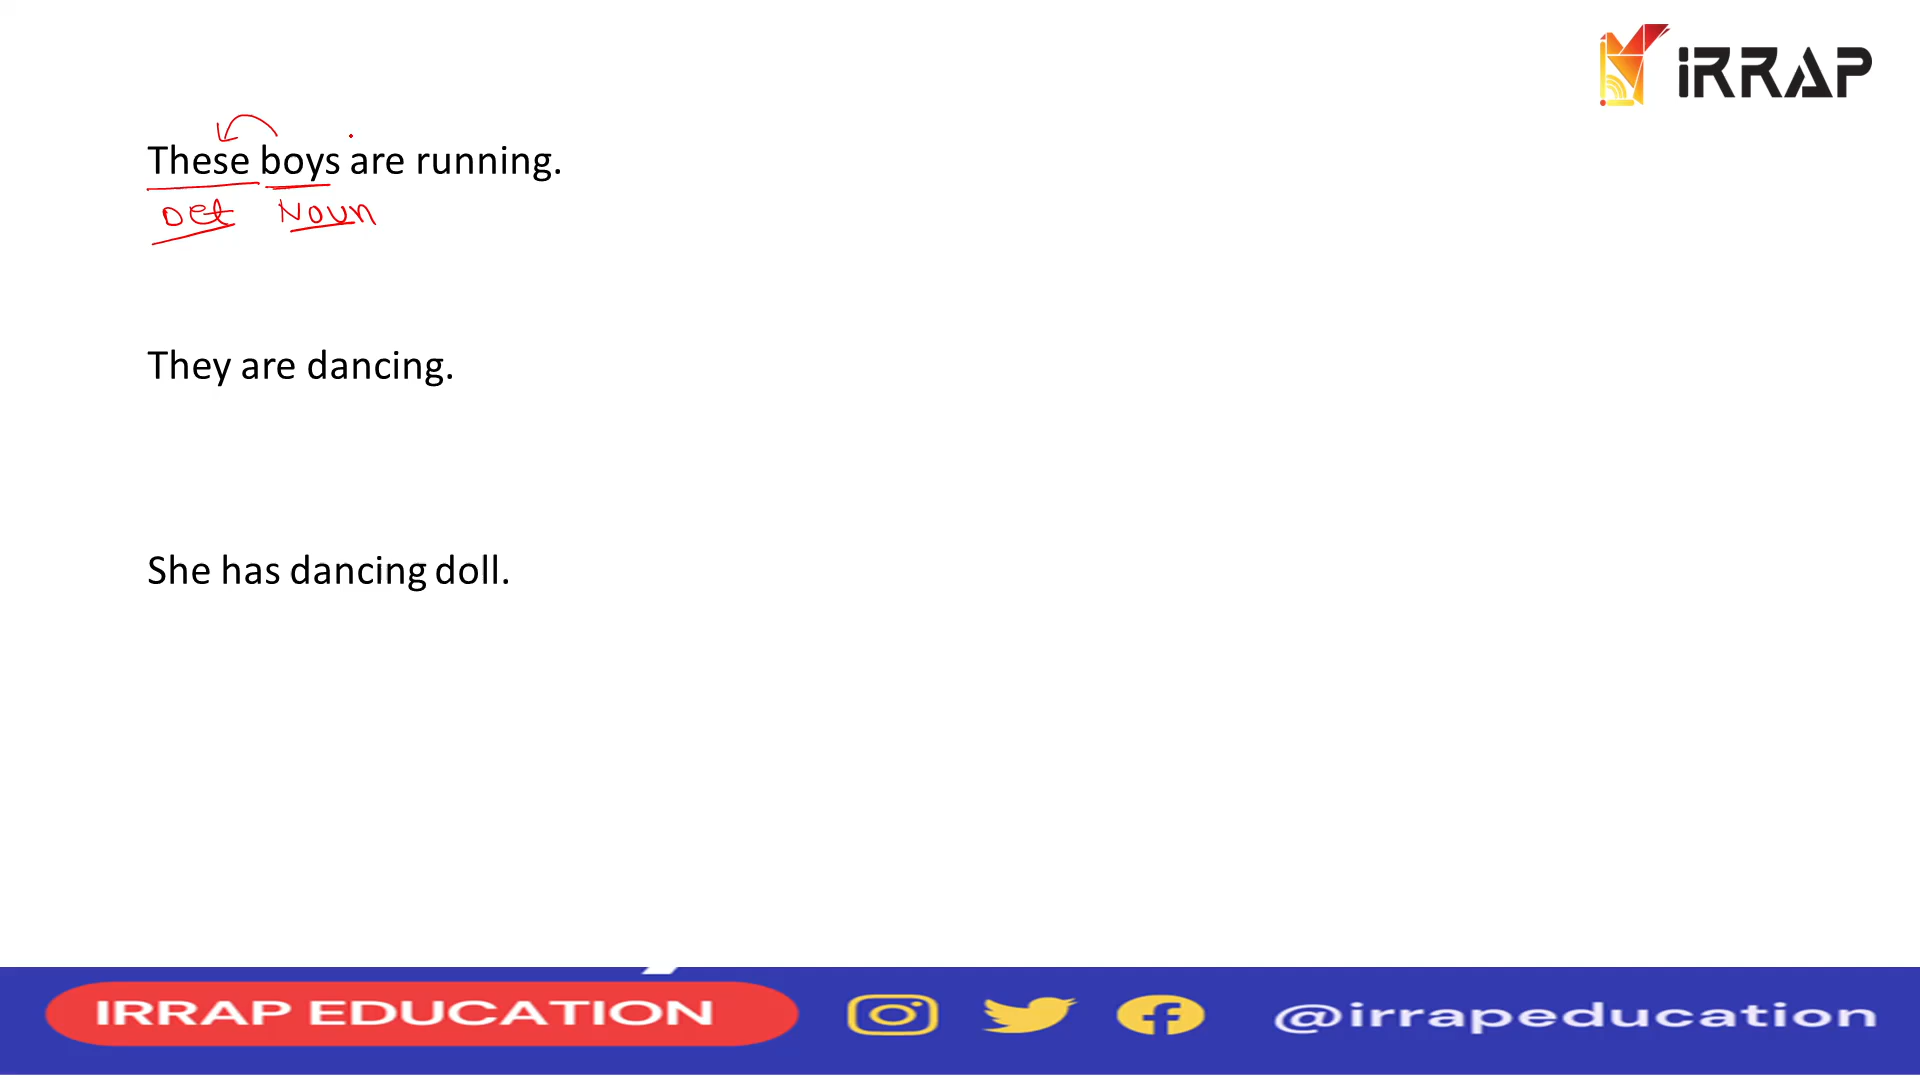 iRRAP
These boys are running.
Det Noun
They are dancing.
She has dancing doll.
IRRAP EDUCATION @irrapeducation